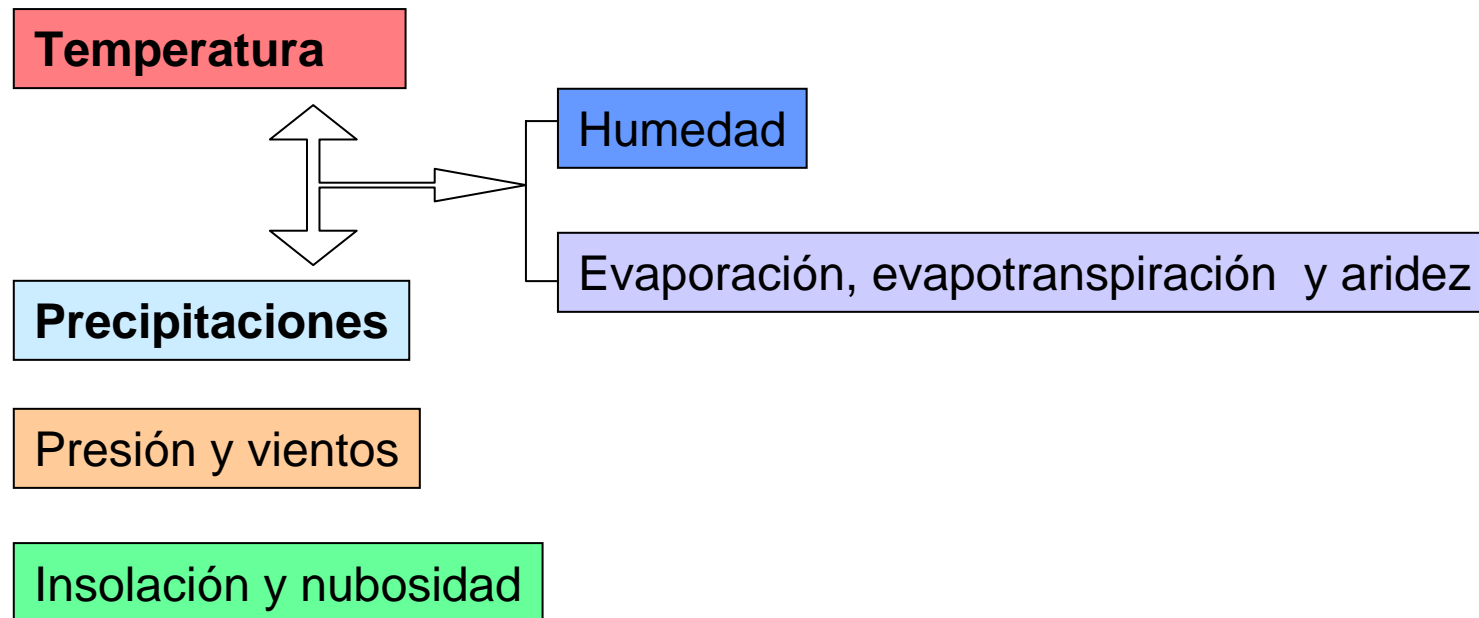 Temperatura
Humedad
Evaporación, evapotranspiración y aridez
Precipitaciones
Presión y vientos
Insolación y nubosidad